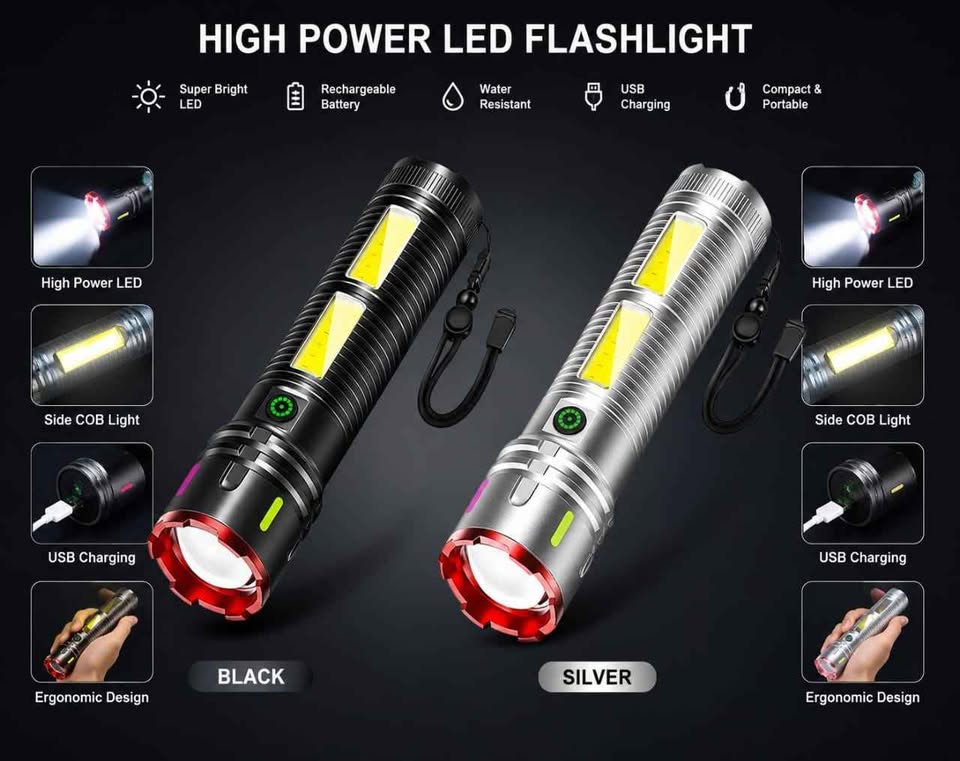 HIGH POWER LED FLASHLIGHT
Super Bright
LED
Rechargeable
Battery
Water
Resistant
USB
Charging
Compact &
Portable
High Power LED
Side COB Light
USB Charging
Ergonomic Design
High Power LED
Side COB Light
USB Charging
Ergonomic Design
BLACK
SILVER